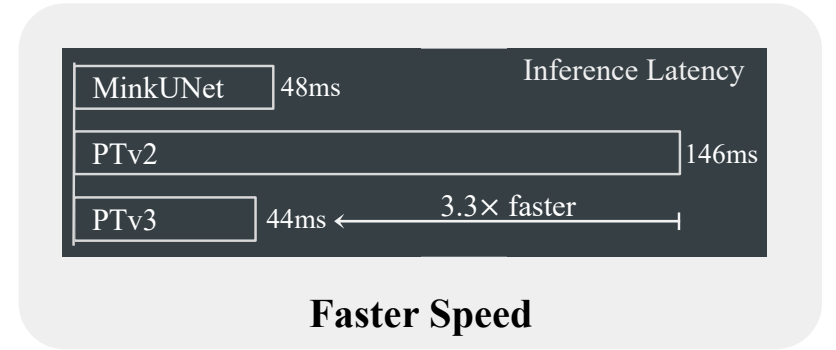 Inference Latency
MinkUNet 48ms
PTv2 146ms
PTv3 44ms 3.3× faster
Faster Speed